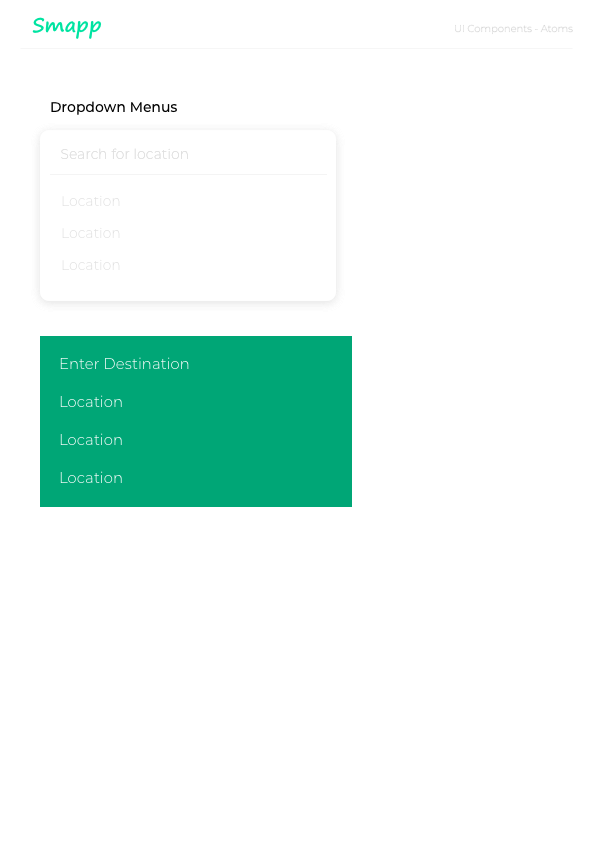 Smapp
UI Components - Atoms
Dropdown Menus
Search for location
Location
Location
Location
Enter Destination
Location
Location
Location